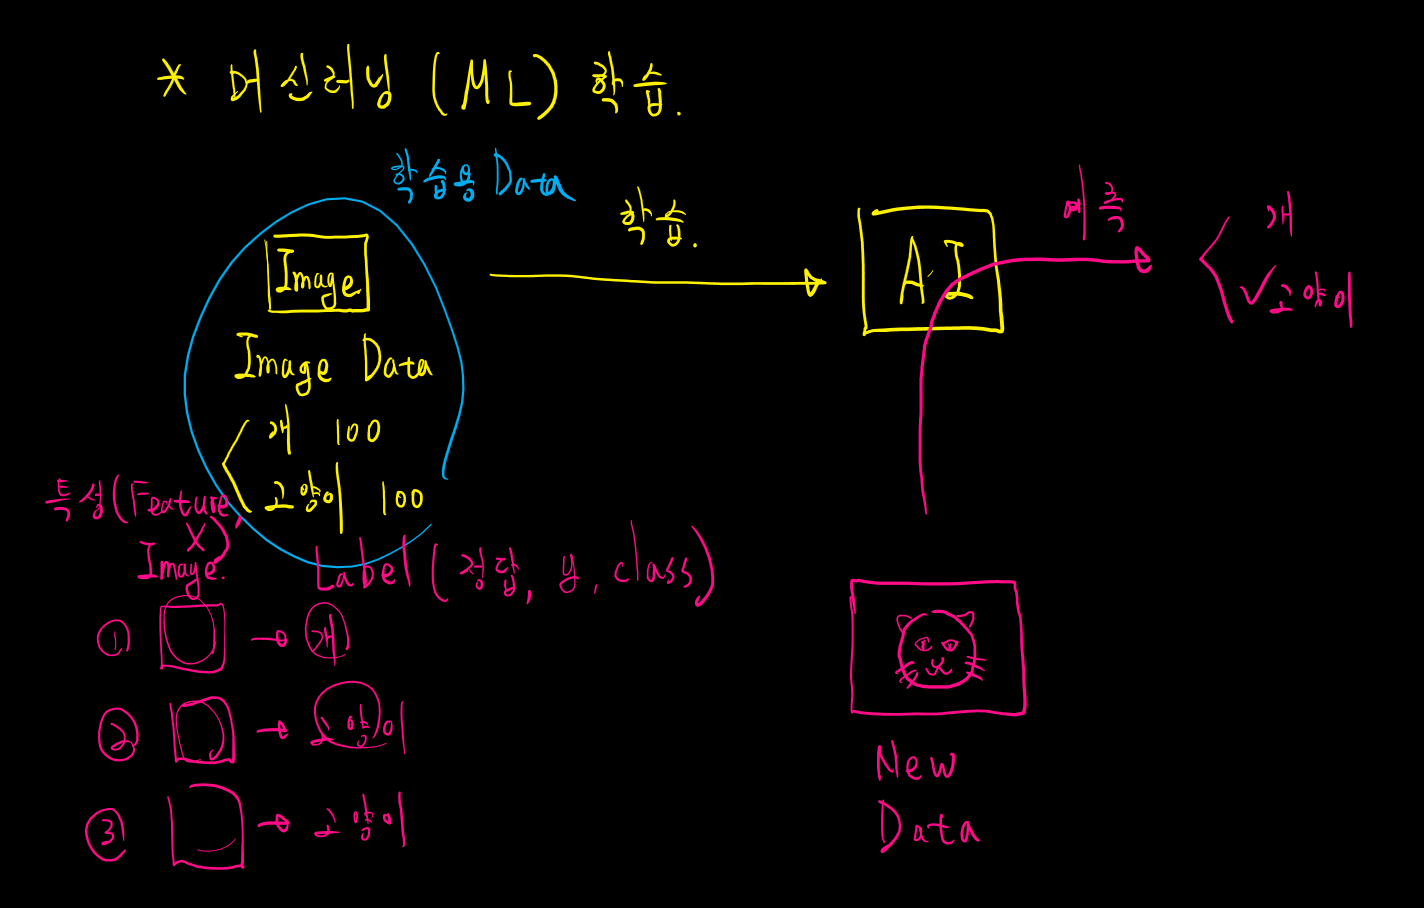 * 머신러닝 (ML) 학습.
학습용 Data
Image
Image Data
개 100
고양이 100
학습.
AI
예측
개
✓고양이
특성(Feature,
X)
Image.
Label (정답, y, class)
① → 개
② → 고양이
③ → 고양이
New
Data